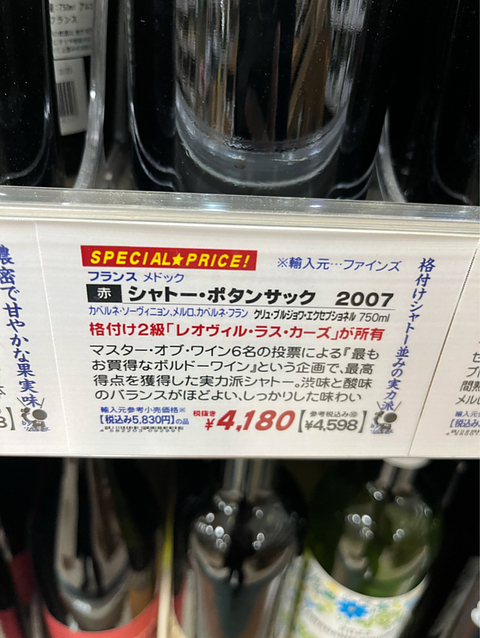 750ml
フランス
濃密で甘やかな果実味
SPECIAL★PRICE!
※輸入元…ファインズ
フランス メドック
赤 シャトー・ポタンサック 2007
カベルネ・ソーヴィニヨン、メルロ、カベルネ・フラン クリュ・ブルジョワ・エクセプショネル 750ml
格付け2級「レオヴィル・ラス・カーズ」が所有
マスター・オブ・ワイン6名の投票による『最も
お買得なボルドーワイン』という企画で、最高
得点を獲得した実力派シャトー。渋味と酸味
のバランスがほどよい、しっかりした味わい
輸入元参考小売価格※
【税込み5,830円】の品
税抜き ¥4,180 【参考税込み⑩ ¥4,598】
格付けシャトー並みの実力派